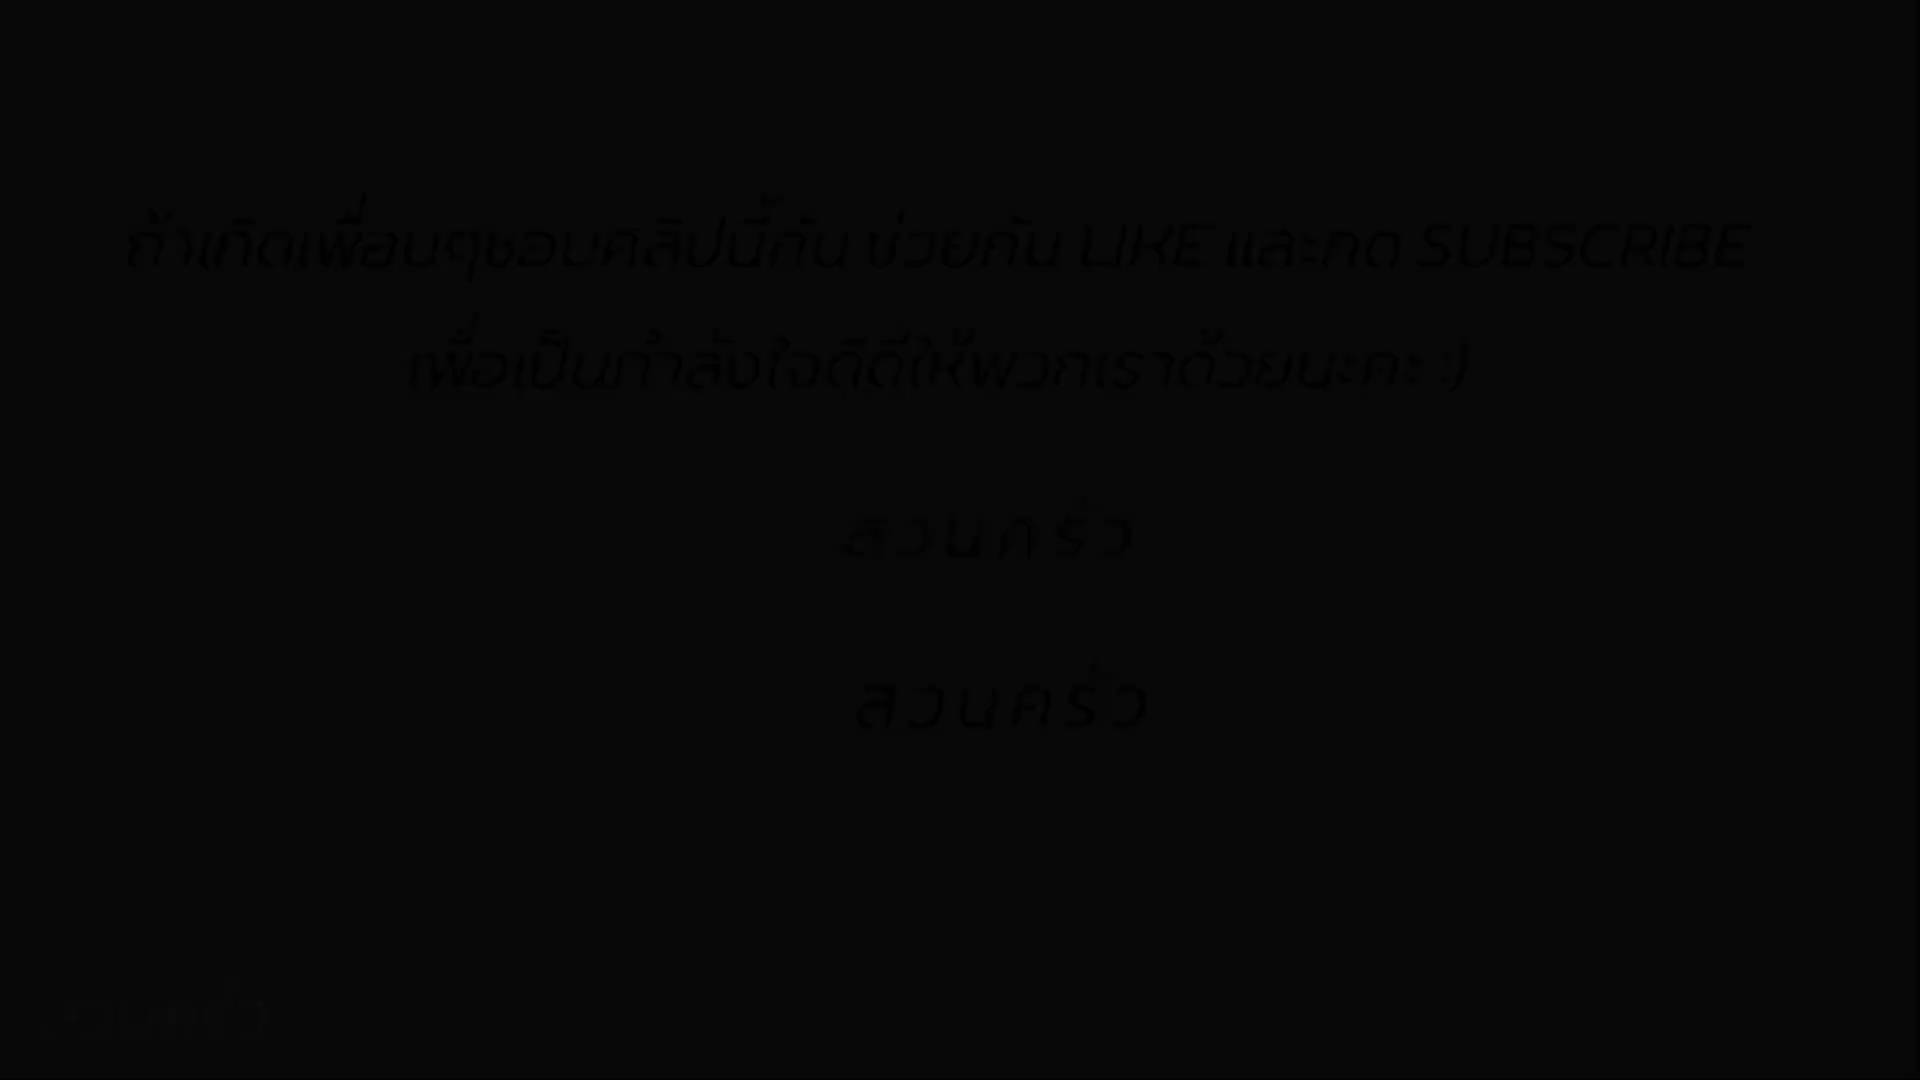 ถ้าเกิดเพื่อนๆชอบคลิปนี้กัน ช่วยกัน LIKE และกด SUBSCRIBE
เพื่อเป็นกำลังใจดีดีให้พวกเราด้วยนะคะ :)
สวนครัว
สวนครัว